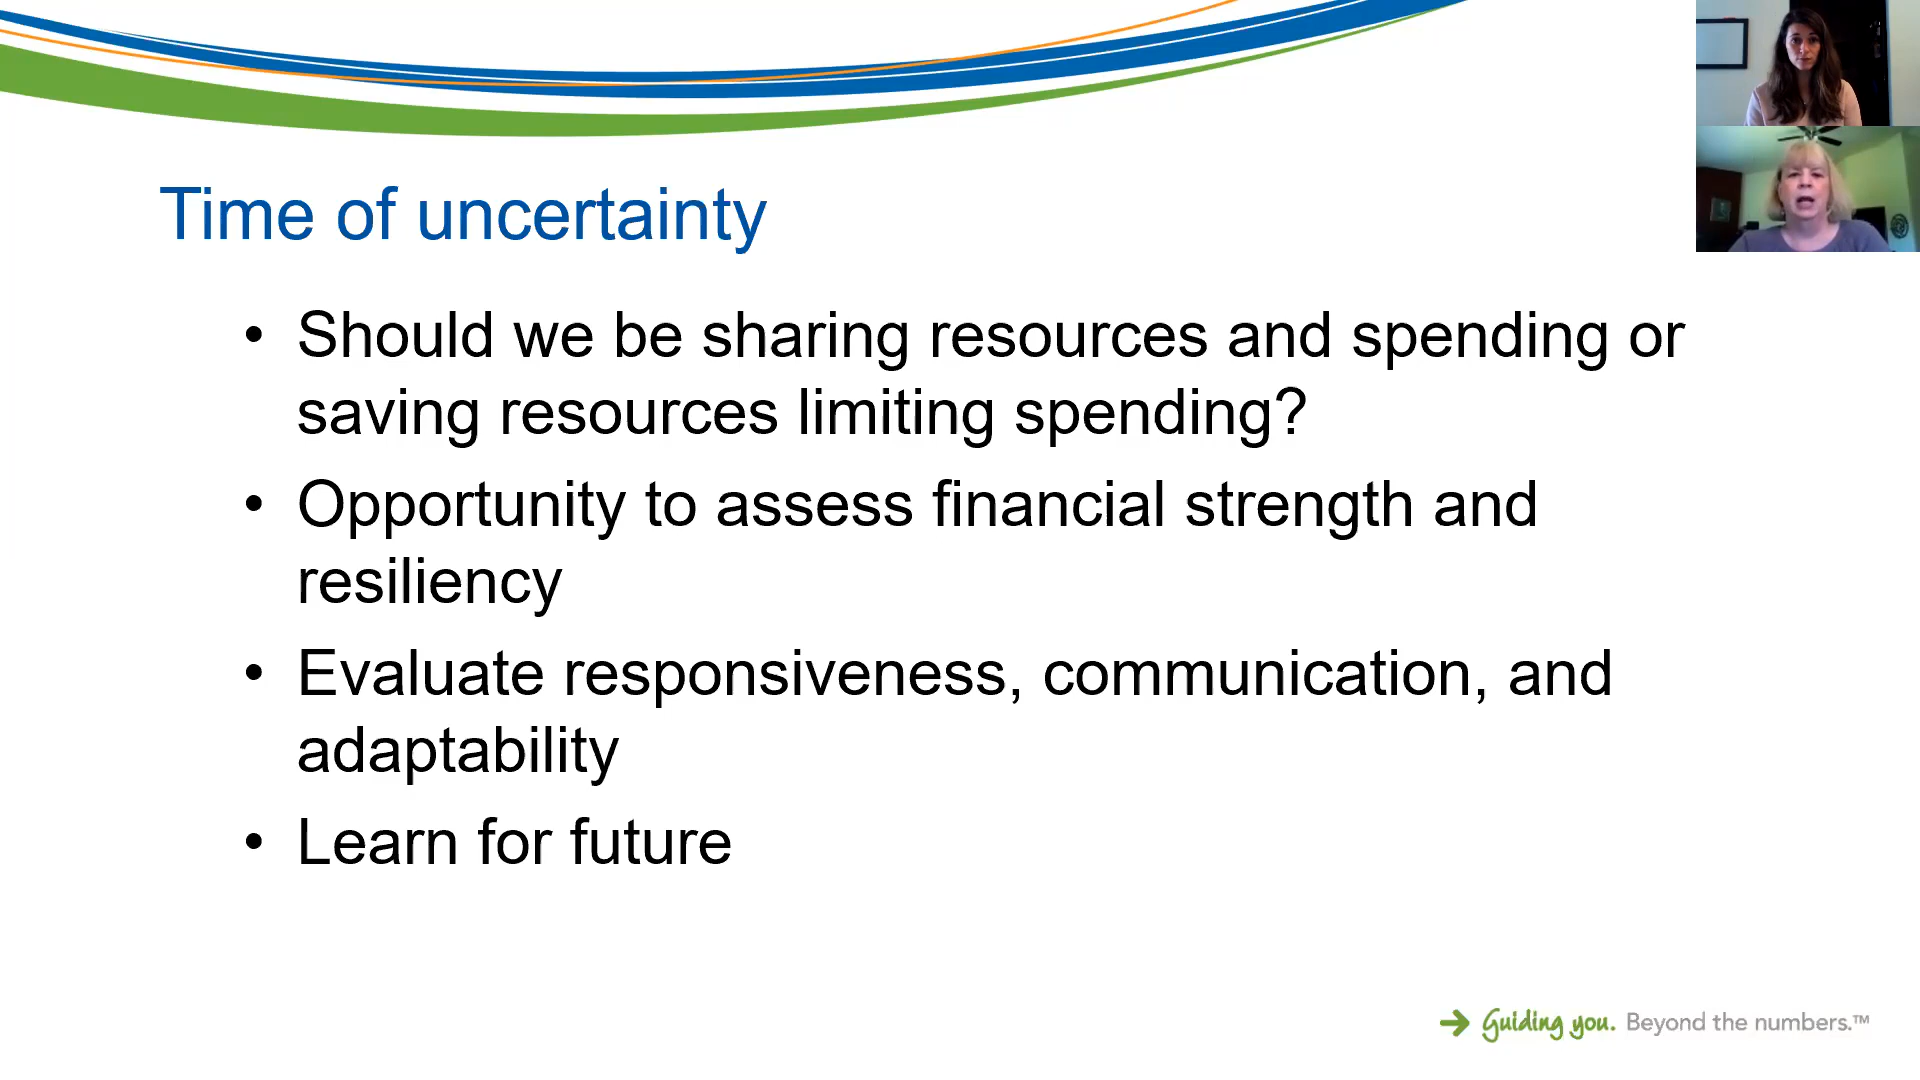 Time of uncertainty
• Should we be sharing resources and spending or
saving resources limiting spending?
• Opportunity to assess financial strength and
resiliency
• Evaluate responsiveness, communication, and
adaptability
• Learn for future
Guiding you. Beyond the numbers.™